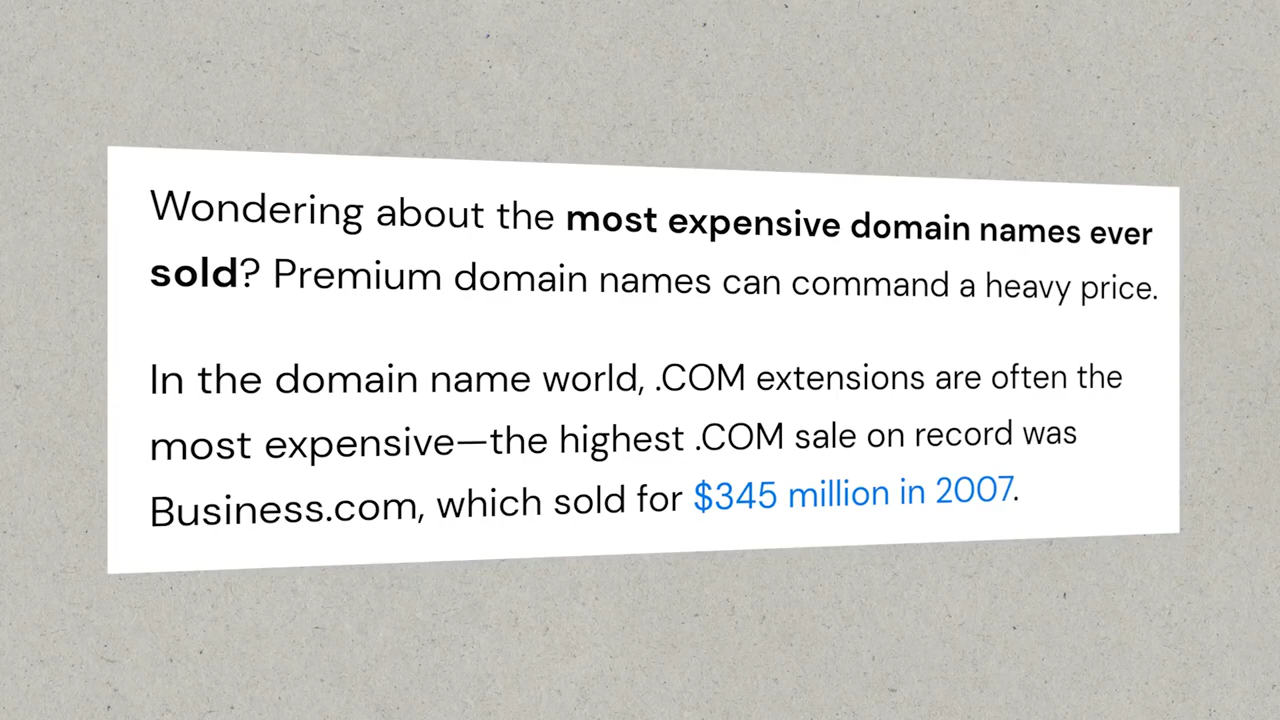 Wondering about the most expensive domain names ever
sold? Premium domain names can command a heavy price.
In the domain name world, .COM extensions are often the
most expensive—the highest .COM sale on record was
Business.com, which sold for $345 million in 2007.